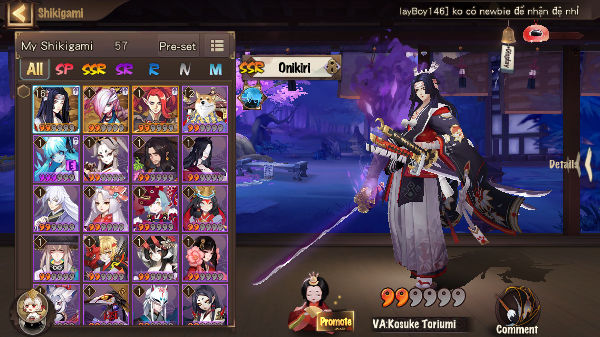 Shikigami
layBoy146] ko có newbie để nhận đệ nhỉ
My Shikigami 57
Pre-set
All SP SSR SR R N M
SSR Onikiri
Details
Promote
VA:Kosuke Toriumi
Comment